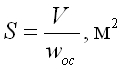 S = V / w_ос, м²